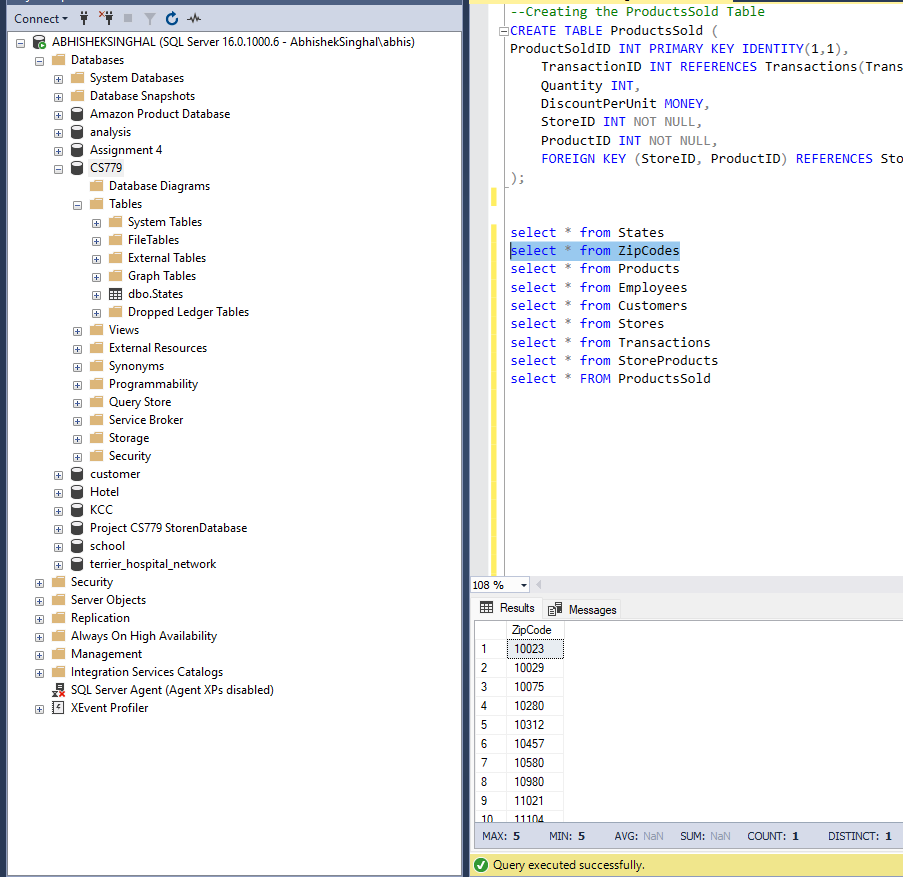 Connect
ABHISHEKSINGHAL (SQL Server 16.0.1000.6 - AbhishekSinghal\abhis)
Databases
System Databases
Database Snapshots
Amazon Product Database
analysis
Assignment 4
CS779
Database Diagrams
Tables
System Tables
FileTables
External Tables
Graph Tables
dbo.States
Dropped Ledger Tables
Views
External Resources
Synonyms
Programmability
Query Store
Service Broker
Storage
Security
customer
Hotel
KCC
Project CS779 StorenDatabase
school
terrier_hospital_network
Security
Server Objects
Replication
Always On High Availability
Management
Integration Services Catalogs
SQL Server Agent (Agent XPs disabled)
XEvent Profiler
--Creating the ProductsSold Table
CREATE TABLE ProductsSold (
ProductSoldID INT PRIMARY KEY IDENTITY(1,1),
TransactionID INT REFERENCES Transactions(Trans
Quantity INT,
DiscountPerUnit MONEY,
StoreID INT NOT NULL,
ProductID INT NOT NULL,
FOREIGN KEY (StoreID, ProductID) REFERENCES Sto
);
select * from States
select * from ZipCodes
select * from Products
select * from Employees
select * from Customers
select * from Stores
select * from Transactions
select * from StoreProducts
select * FROM ProductsSold
108 %
Results Messages
ZipCode
1 10023
2 10029
3 10075
4 10280
5 10312
6 10457
7 10580
8 10980
9 11021
10 11104
MAX: 5 MIN: 5 AVG: NaN SUM: NaN COUNT: 1 DISTINCT: 1
Query executed successfully.